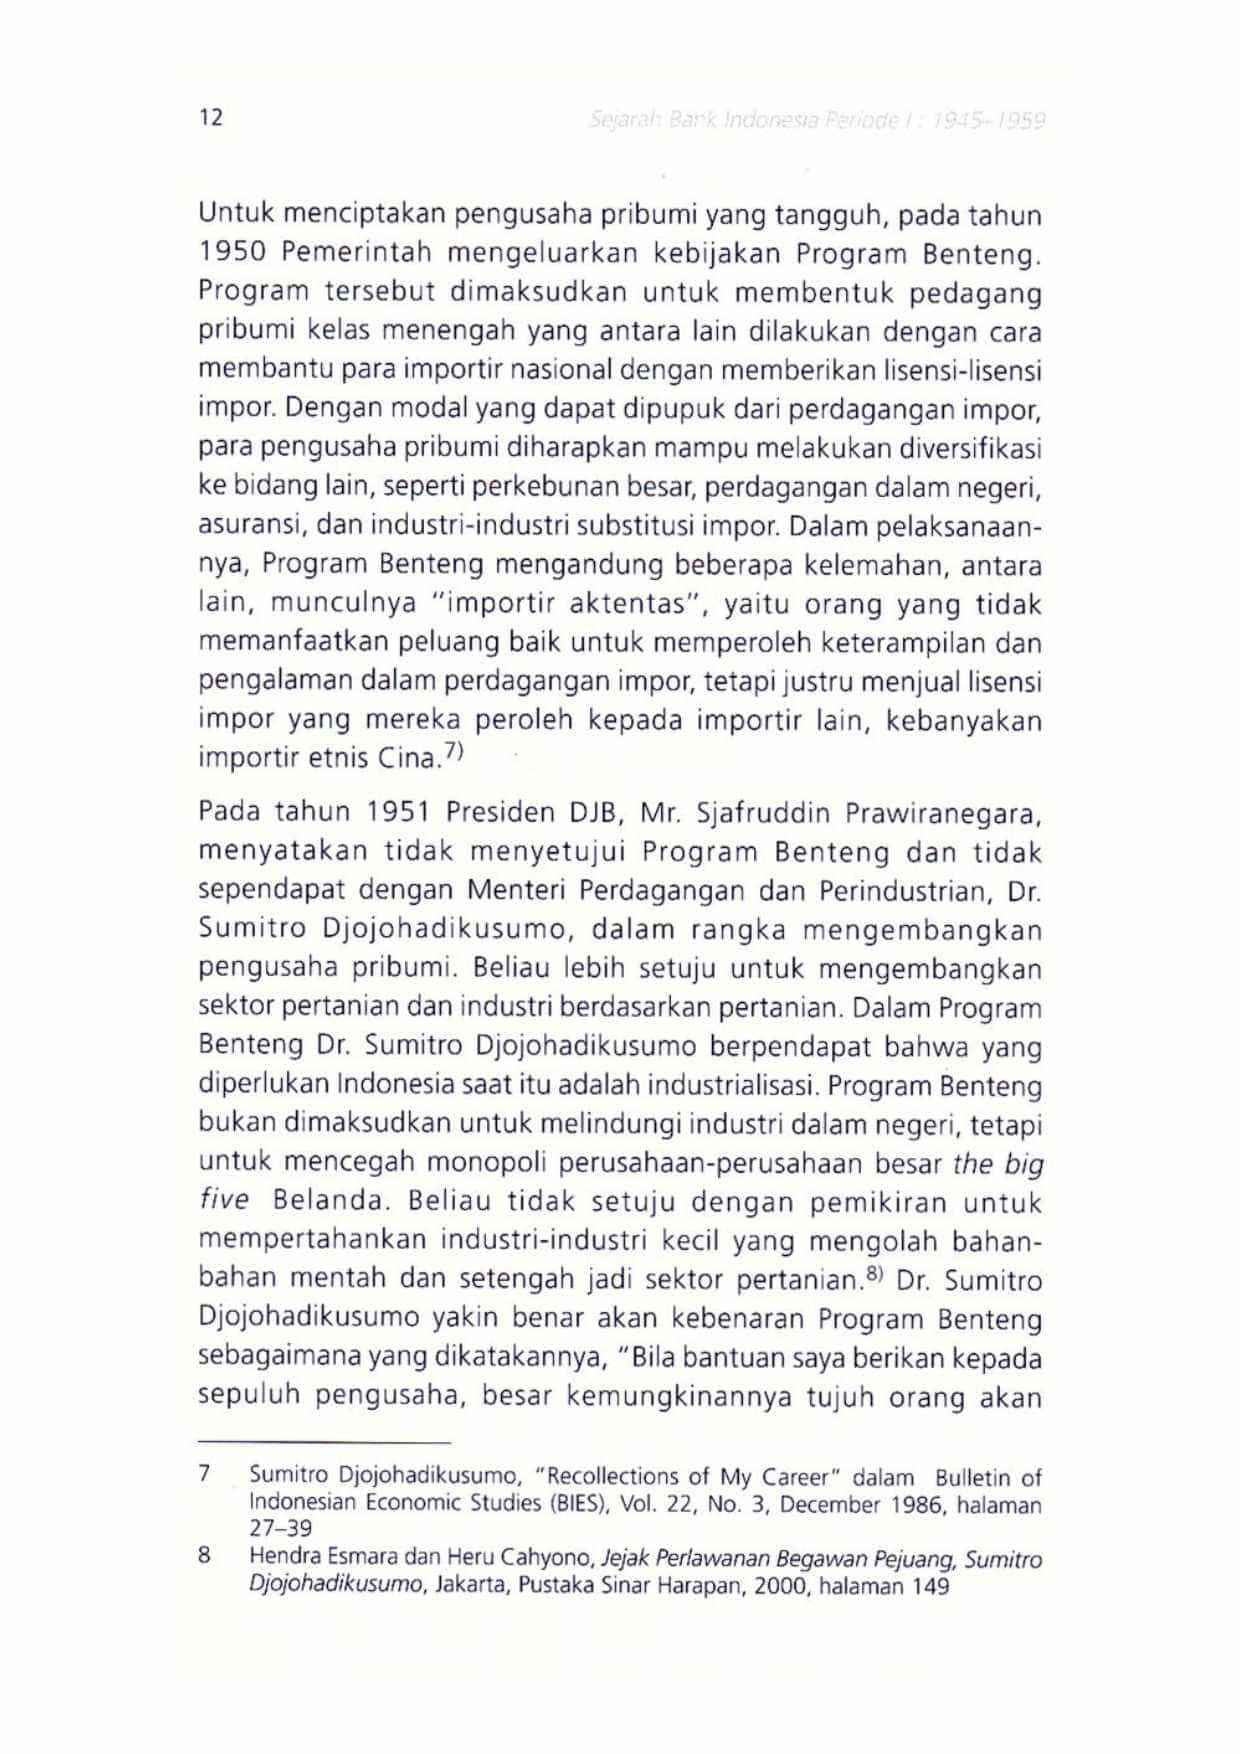 12
Sejarah Bank Indonesia Periode I : 1945–1959
Untuk menciptakan pengusaha pribumi yang tangguh, pada tahun
1950 Pemerintah mengeluarkan kebijakan Program Benteng.
Program tersebut dimaksudkan untuk membentuk pedagang
pribumi kelas menengah yang antara lain dilakukan dengan cara
membantu para importir nasional dengan memberikan lisensi-lisensi
impor. Dengan modal yang dapat dipupuk dari perdagangan impor,
para pengusaha pribumi diharapkan mampu melakukan diversifikasi
ke bidang lain, seperti perkebunan besar, perdagangan dalam negeri,
asuransi, dan industri-industri substitusi impor. Dalam pelaksanaan-
nya, Program Benteng mengandung beberapa kelemahan, antara
lain, munculnya “importir aktentas”, yaitu orang yang tidak
memanfaatkan peluang baik untuk memperoleh keterampilan dan
pengalaman dalam perdagangan impor, tetapi justru menjual lisensi
impor yang mereka peroleh kepada importir lain, kebanyakan
importir etnis Cina.7)
Pada tahun 1951 Presiden DJB, Mr. Sjafruddin Prawiranegara,
menyatakan tidak menyetujui Program Benteng dan tidak
sependapat dengan Menteri Perdagangan dan Perindustrian, Dr.
Sumitro Djojohadikusumo, dalam rangka mengembangkan
pengusaha pribumi. Beliau lebih setuju untuk mengembangkan
sektor pertanian dan industri berdasarkan pertanian. Dalam Program
Benteng Dr. Sumitro Djojohadikusumo berpendapat bahwa yang
diperlukan Indonesia saat itu adalah industrialisasi. Program Benteng
bukan dimaksudkan untuk melindungi industri dalam negeri, tetapi
untuk mencegah monopoli perusahaan-perusahaan besar the big
five Belanda. Beliau tidak setuju dengan pemikiran untuk
mempertahankan industri-industri kecil yang mengolah bahan-
bahan mentah dan setengah jadi sektor pertanian.8) Dr. Sumitro
Djojohadikusumo yakin benar akan kebenaran Program Benteng
sebagaimana yang dikatakannya, “Bila bantuan saya berikan kepada
sepuluh pengusaha, besar kemungkinannya tujuh orang akan
7 Sumitro Djojohadikusumo, “Recollections of My Career” dalam Bulletin of
Indonesian Economic Studies (BIES), Vol. 22, No. 3, December 1986, halaman
27–39
8 Hendra Esmara dan Heru Cahyono, Jejak Perlawanan Begawan Pejuang, Sumitro
Djojohadikusumo, Jakarta, Pustaka Sinar Harapan, 2000, halaman 149